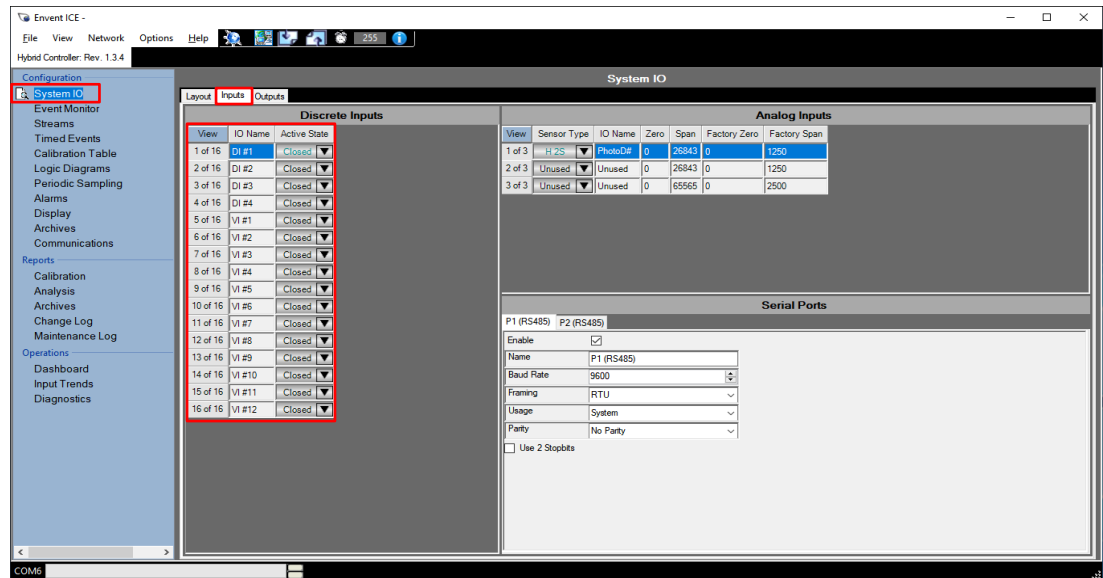 Envent ICE -
File View Network Options Help 255
Hybrid Controller: Rev. 1.3.4
Configuration
System IO
Event Monitor
Streams
Timed Events
Calibration Table
Logic Diagrams
Periodic Sampling
Alarms
Display
Archives
Communications
Reports
Calibration
Analysis
Archives
Change Log
Maintenance Log
Operations
Dashboard
Input Trends
Diagnostics
System IO
Layout Inputs Outputs
Discrete Inputs
View IO Name Active State
1 of 16 DI #1 Closed
2 of 16 DI #2 Closed
3 of 16 DI #3 Closed
4 of 16 DI #4 Closed
5 of 16 VI #1 Closed
6 of 16 VI #2 Closed
7 of 16 VI #3 Closed
8 of 16 VI #4 Closed
9 of 16 VI #5 Closed
10 of 16 VI #6 Closed
11 of 16 VI #7 Closed
12 of 16 VI #8 Closed
13 of 16 VI #9 Closed
14 of 16 VI #10 Closed
15 of 16 VI #11 Closed
16 of 16 VI #12 Closed
Analog Inputs
View Sensor Type IO Name Zero Span Factory Zero Factory Span
1 of 3 H2S PhotoD# 0 26843 0 1250
2 of 3 Unused Unused 0 26843 0 1250
3 of 3 Unused Unused 0 65565 0 2500
Serial Ports
P1 (RS485) P2 (RS485)
Enable
Name P1 (RS485)
Baud Rate 9600
Framing RTU
Usage System
Parity No Parity
Use 2 Stopbits
COM6